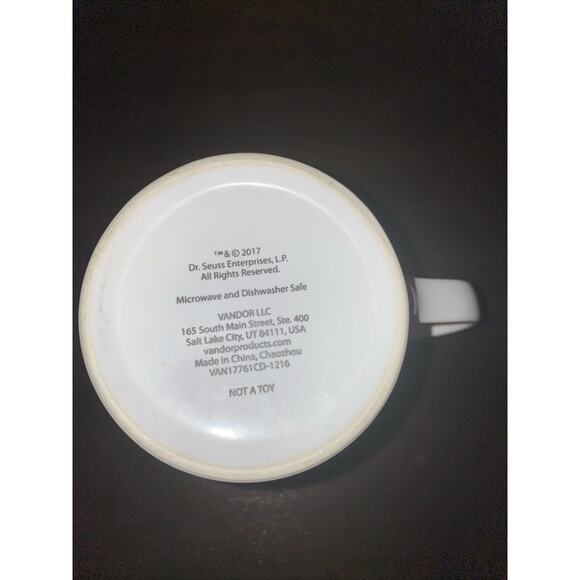 ™ & © 2017
Dr. Seuss Enterprises, L.P.
All Rights Reserved.
Microwave and Dishwasher Safe
VANDOR LLC
165 South Main Street, Ste. 400
Salt Lake City, UT 84111, USA
vandorproducts.com
Made in China, Chaozhou
VAN17761CD-1216
NOT A TOY